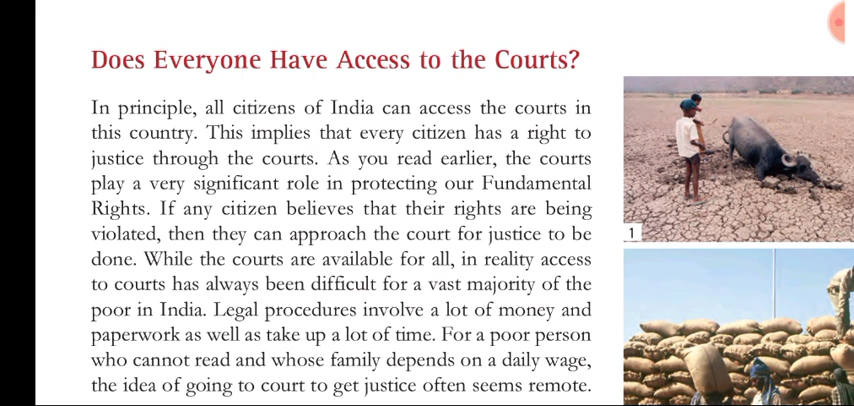 Does Everyone Have Access to the Courts?
In principle, all citizens of India can access the courts in
this country. This implies that every citizen has a right to
justice through the courts. As you read earlier, the courts
play a very significant role in protecting our Fundamental
Rights. If any citizen believes that their rights are being
violated, then they can approach the court for justice to be
done. While the courts are available for all, in reality access
to courts has always been difficult for a vast majority of the
poor in India. Legal procedures involve a lot of money and
paperwork as well as take up a lot of time. For a poor person
who cannot read and whose family depends on a daily wage,
the idea of going to court to get justice often seems remote.
1